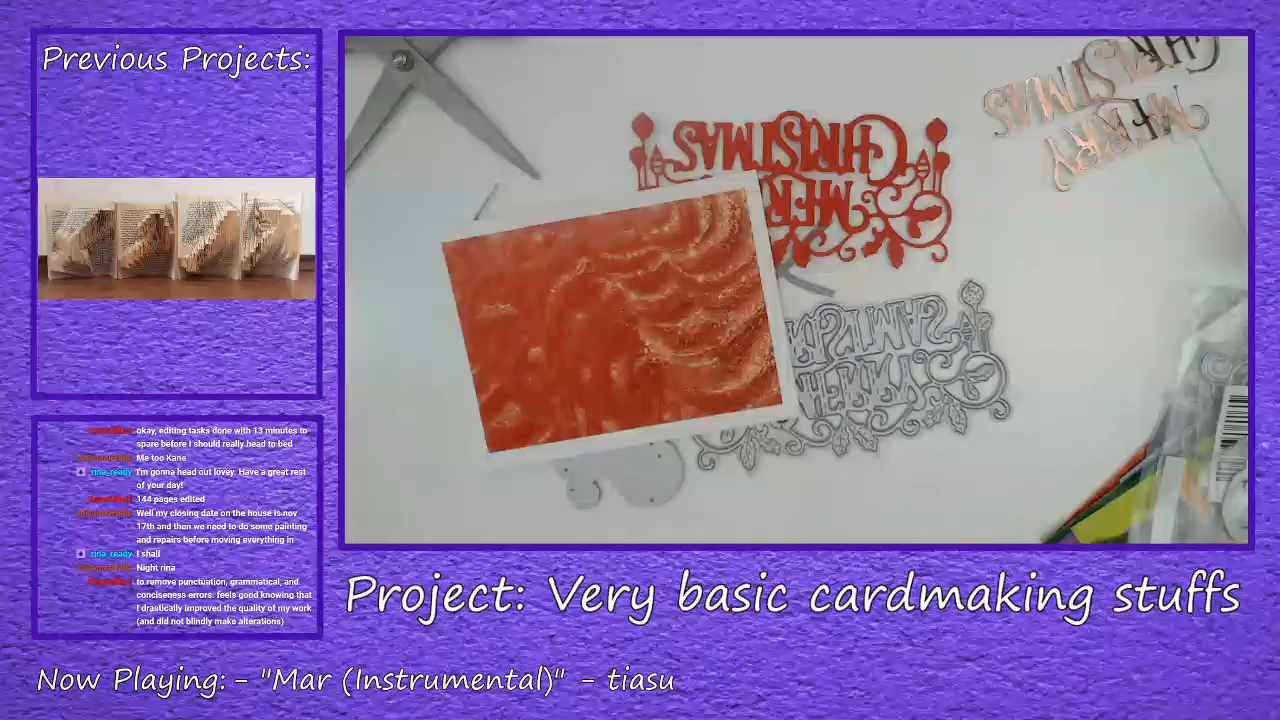 Previous Projects:
okay, editing tasks done with 13 minutes to
spare before I should really head to bed
Me too Kane
rina_ready I'm gonna head out lovey. Have a great rest
of your day!
144 pages edited
Well my closing date on the house is nov
17th and then we need to do some painting
and repairs before moving everything in
rina_ready I shall
Night rina
to remove punctuation, grammatical, and
conciseness errors. feels good knowing that
I drastically improved the quality of my work
(and did not blindly make alterations)
CHRISTMAS
MERRY
CHRISTMAS
MERRY
CHRISTMAS
MERRY
Project: Very basic cardmaking stuffs
Now Playing: - "Mar (Instrumental)" - tiasu